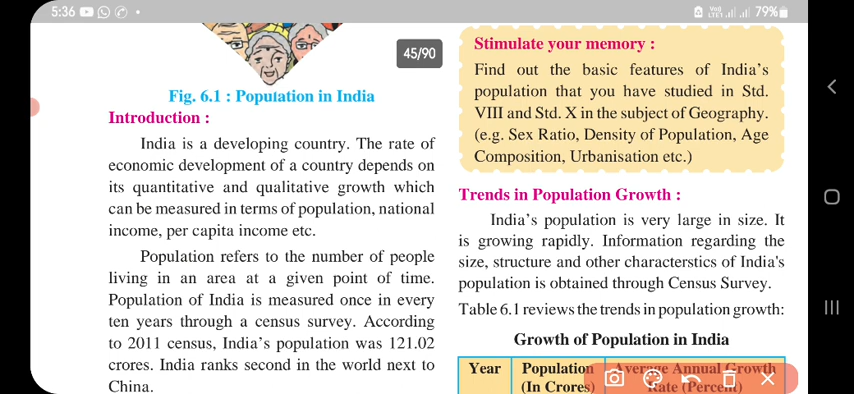 5:36
79%
45/90
Fig. 6.1 : Population in India
Introduction :
India is a developing country. The rate of
economic development of a country depends on
its quantitative and qualitative growth which
can be measured in terms of population, national
income, per capita income etc.
Population refers to the number of people
living in an area at a given point of time.
Population of India is measured once in every
ten years through a census survey. According
to 2011 census, India's population was 121.02
crores. India ranks second in the world next to
China.
Stimulate your memory :
Find out the basic features of India's
population that you have studied in Std.
VIII and Std. X in the subject of Geography.
(e.g. Sex Ratio, Density of Population, Age
Composition, Urbanisation etc.)
Trends in Population Growth :
India's population is very large in size. It
is growing rapidly. Information regarding the
size, structure and other characterstics of India's
population is obtained through Census Survey.
Table 6.1 reviews the trends in population growth:
Growth of Population in India
Year
Population
(In Crores)
Average Annual Growth
Rate (Percent)